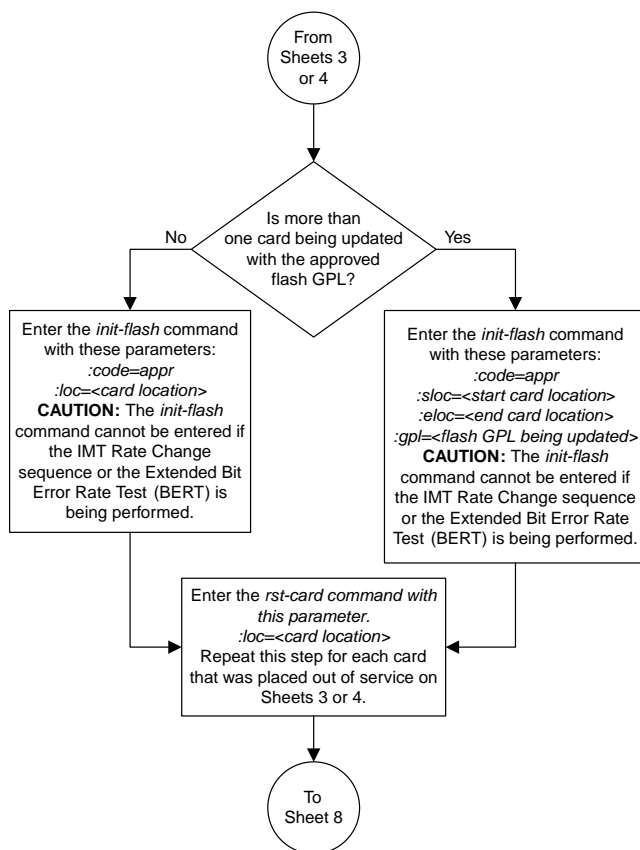 From
Sheets 3
or 4
Is more than
one card being updated
with the approved
flash GPL?
No
Yes
Enter the init-flash command
with these parameters:
:code=appr
:loc=<card location>
CAUTION: The init-flash
command cannot be entered if
the IMT Rate Change
sequence or the Extended Bit
Error Rate Test (BERT) is
being performed.
Enter the init-flash command
with these parameters:
:code=appr
:sloc=<start card location>
:eloc=<end card location>
:gpl=<flash GPL being updated>
CAUTION: The init-flash
command cannot be entered if
the IMT Rate Change sequence
or the Extended Bit Error Rate
Test (BERT) is being performed.
Enter the rst-card command with
this parameter.
:loc=<card location>
Repeat this step for each card
that was placed out of service on
Sheets 3 or 4.
To
Sheet 8